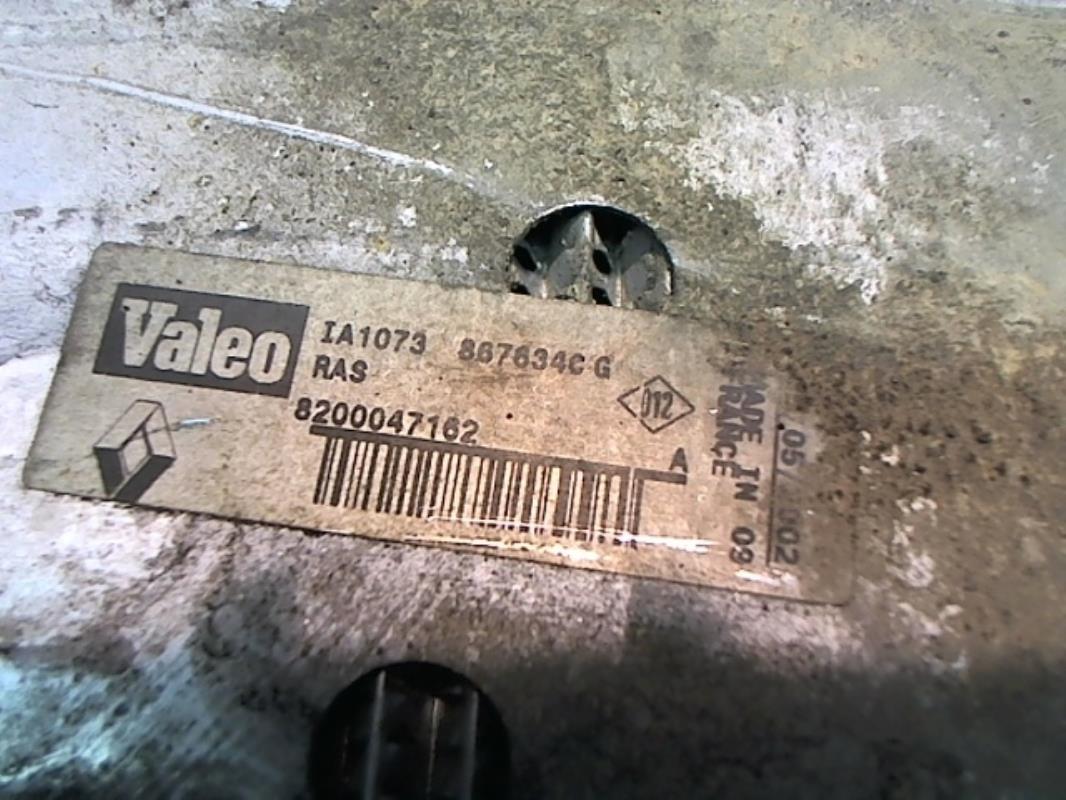 Valeo
IA1073 867634C G
RAS
8200047162
012
A
MADE IN
FRANCE 09
05 002